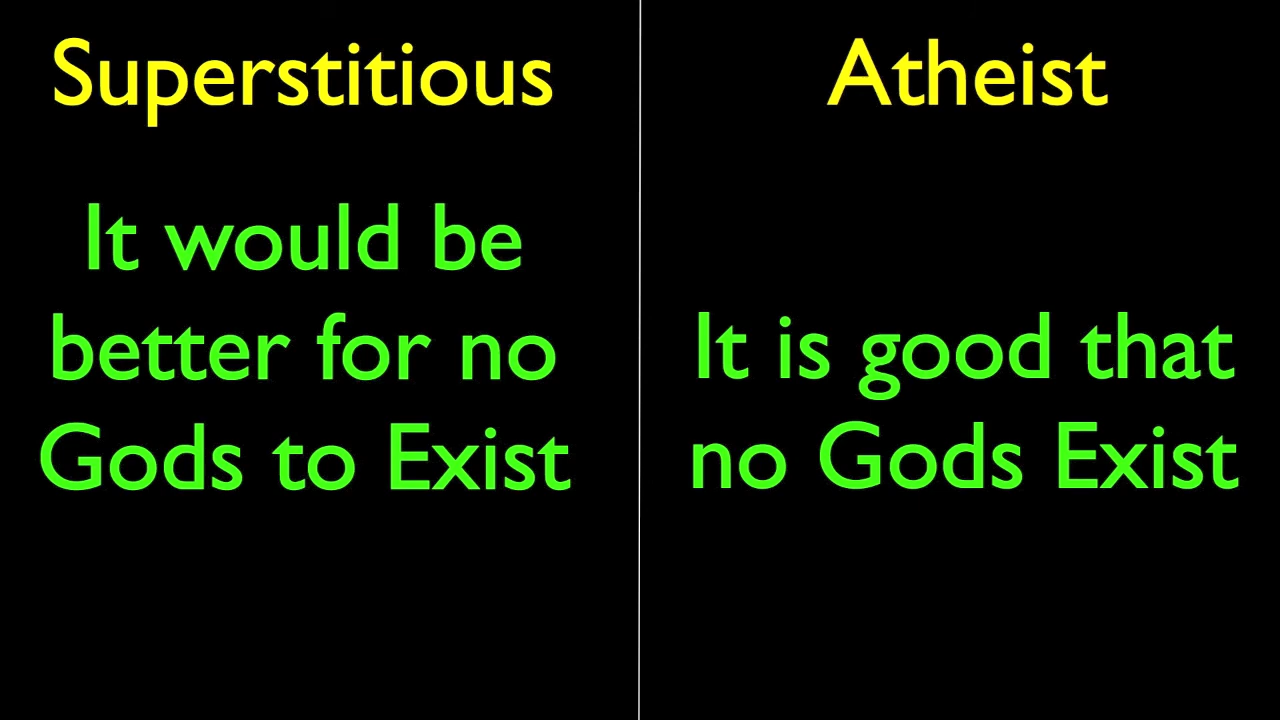 Superstitious
It would be
better for no
Gods to Exist
Atheist
It is good that
no Gods Exist